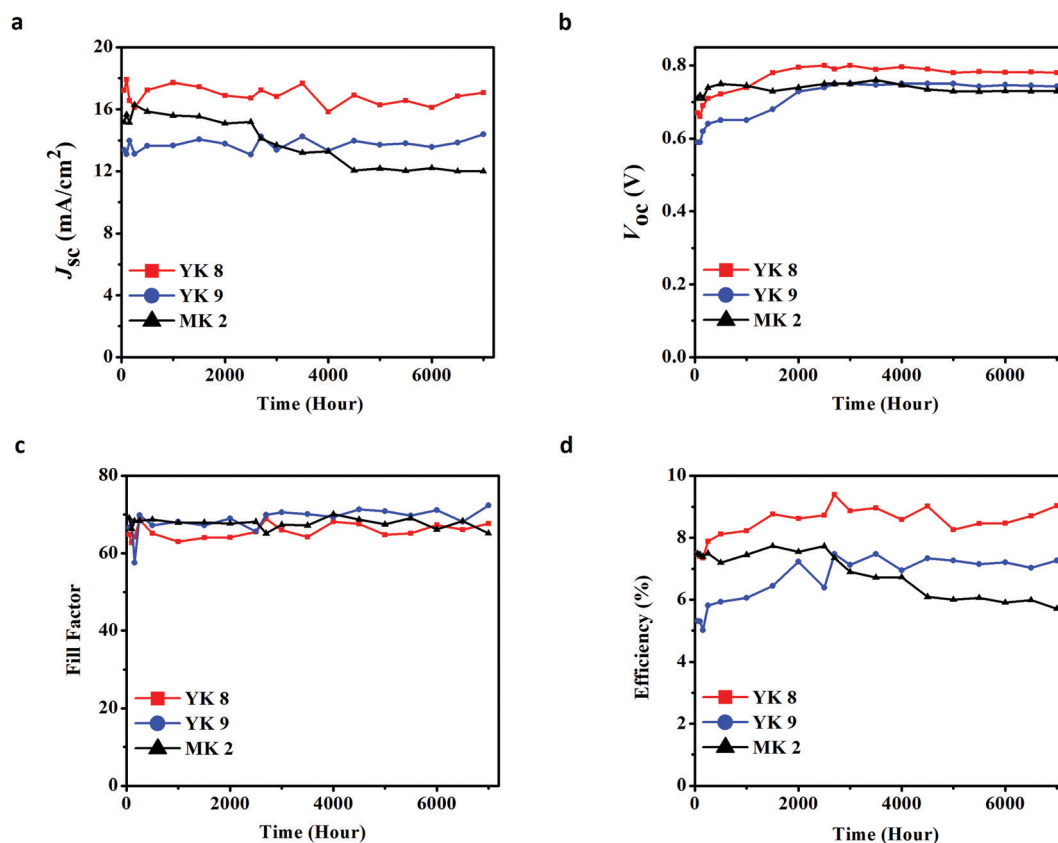 a
20
16
12
8
4
0
Jsc (mA/cm²)
YK 8
YK 9
MK 2
0 2000 4000 6000
Time (Hour)
b
0.8
0.6
0.4
0.2
0.0
Voc (V)
YK 8
YK 9
MK 2
0 2000 4000 6000
Time (Hour)
c
80
60
40
20
0
Fill Factor
YK 8
YK 9
MK 2
0 2000 4000 6000
Time (Hour)
d
10
8
6
4
2
0
Efficiency (%)
YK 8
YK 9
MK 2
0 2000 4000 6000
Time (Hour)